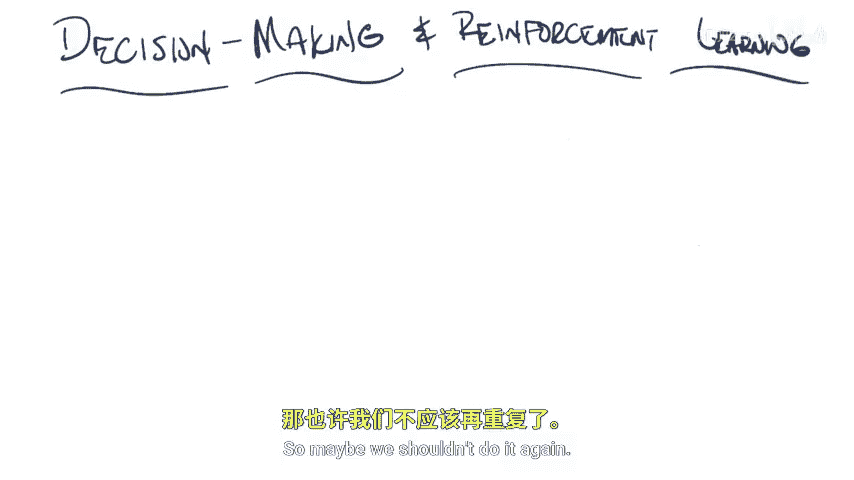 DECISION-MAKING & REINFORCEMENT LEARNING
那也许我们不应该再重复了。
So maybe we shouldn't do it again.